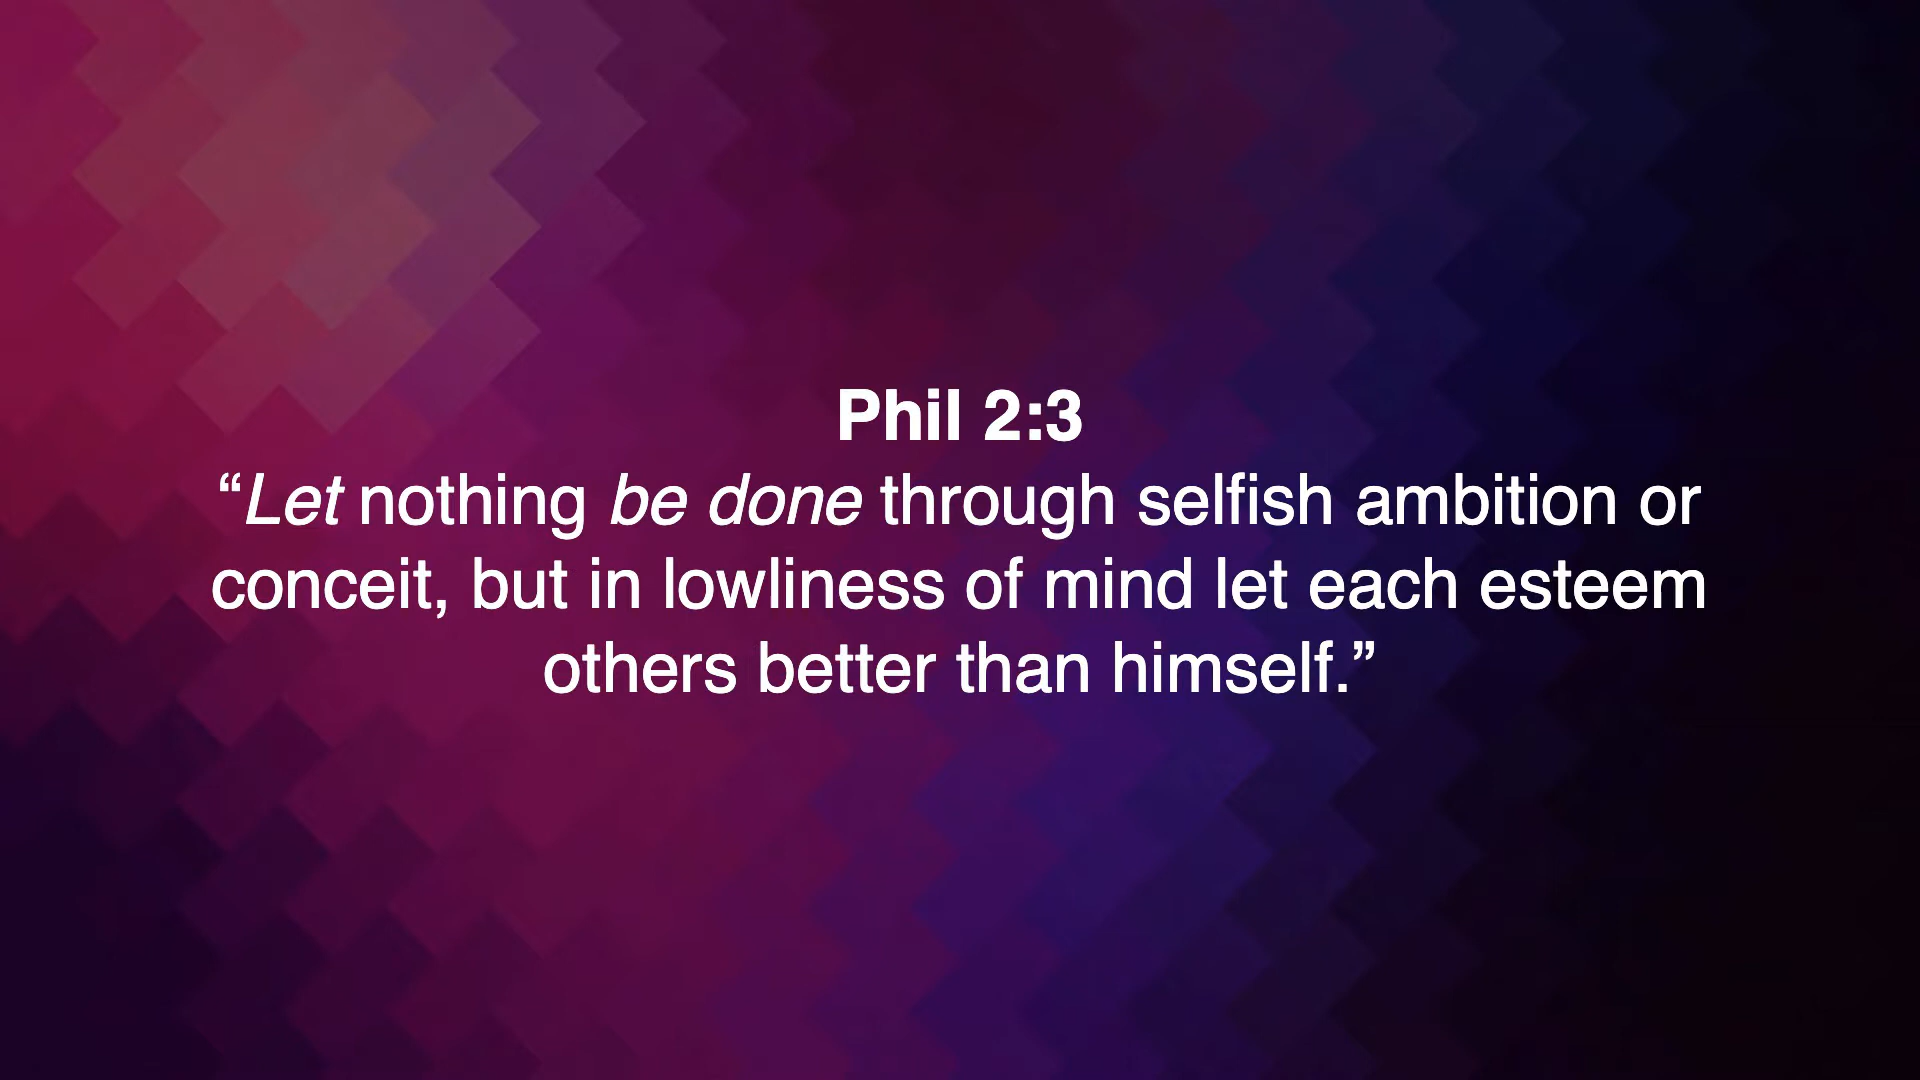 Phil 2:3
“Let nothing be done through selfish ambition or
conceit, but in lowliness of mind let each esteem
others better than himself.”